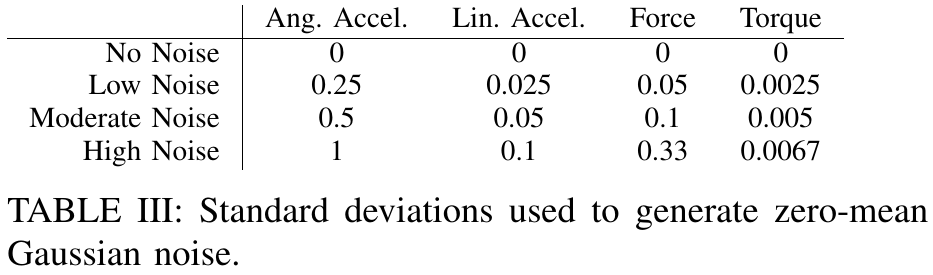 Ang. Accel. Lin. Accel. Force Torque
No Noise 0 0 0 0
Low Noise 0.25 0.025 0.05 0.0025
Moderate Noise 0.5 0.05 0.1 0.005
High Noise 1 0.1 0.33 0.0067
TABLE III: Standard deviations used to generate zero-mean
Gaussian noise.